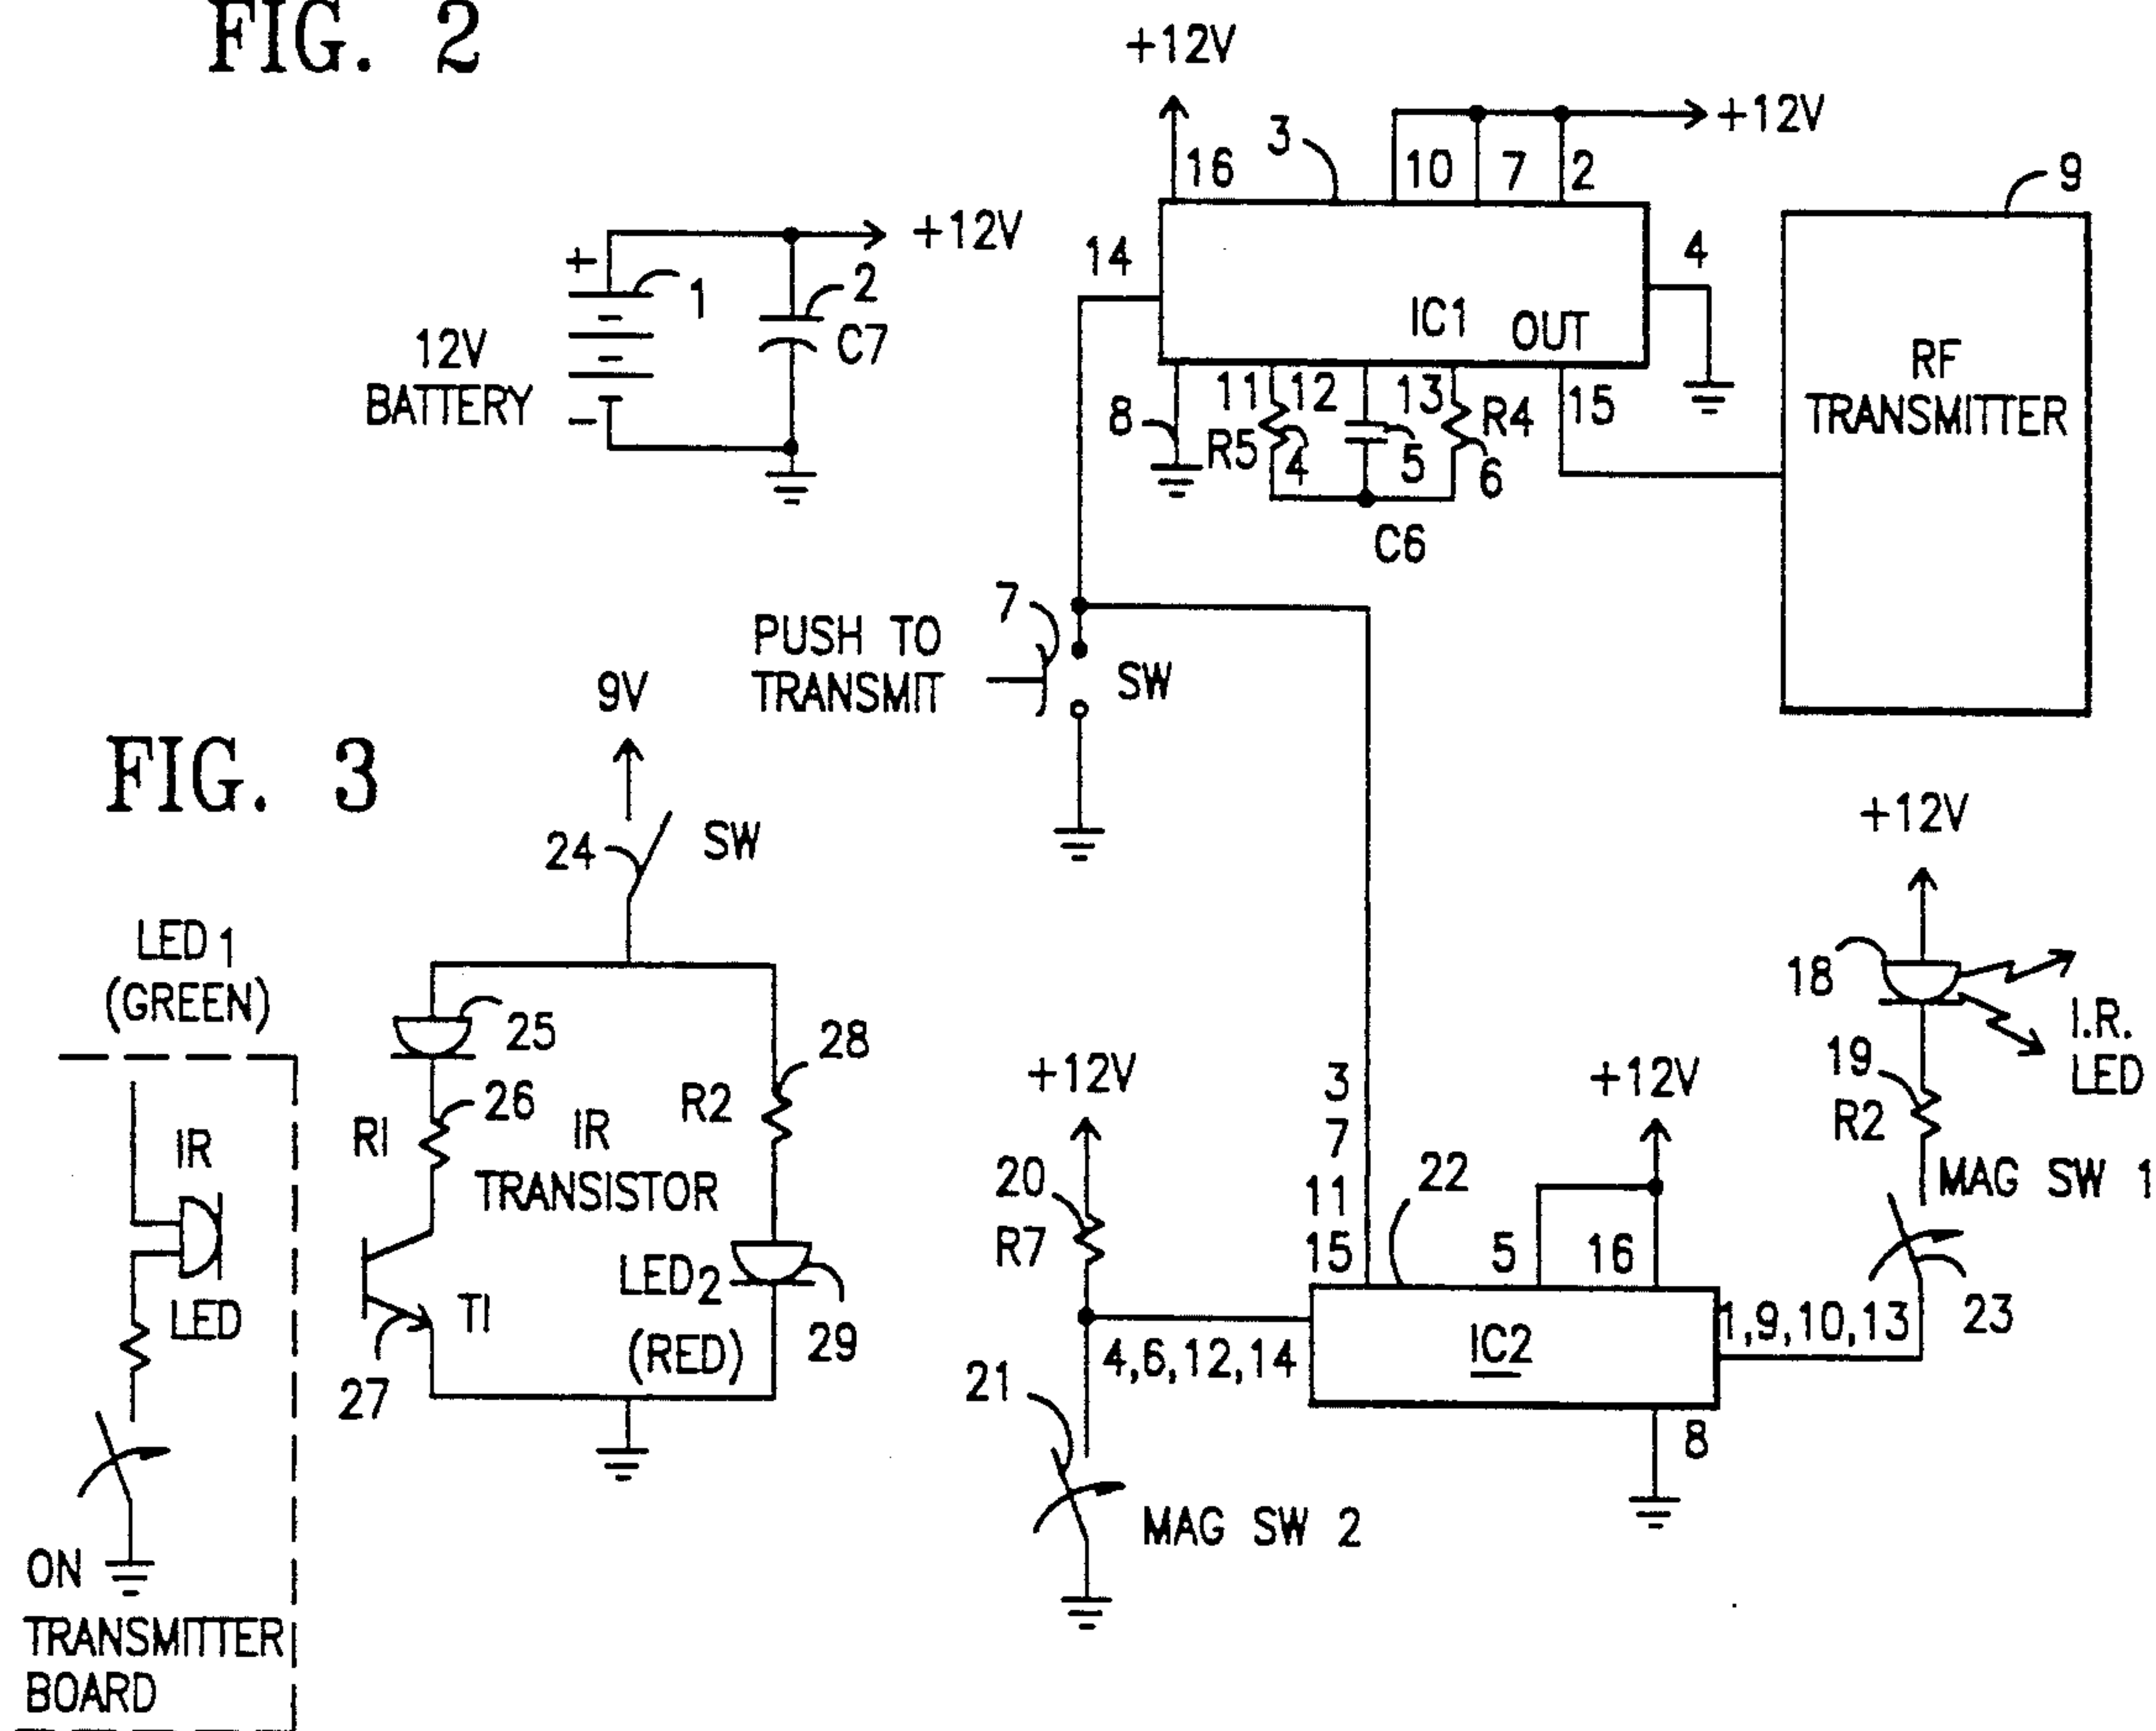 FIG. 2
+12V
+12V
3
16
10
7
2
9
+12V
+
1
2
C7
12V
BATTERY
−
14
4
IC1
OUT
RF
TRANSMITTER
8
11
12
13
R4
15
R5
4
5
6
C6
7
PUSH TO
TRANSMIT
SW
FIG. 3
9V
24
SW
+12V
LED1
(GREEN)
25
28
18
I.R.
LED
26
R1
IR
TRANSISTOR
R2
+12V
3
7
11
15
+12V
19
R2
IR
LED
20
R7
22
5
16
MAG SW 1
LED2
(RED)
29
T1
27
4,6,12,14
IC2
1,9,10,13
23
21
8
MAG SW 2
ON
TRANSMITTER
BOARD